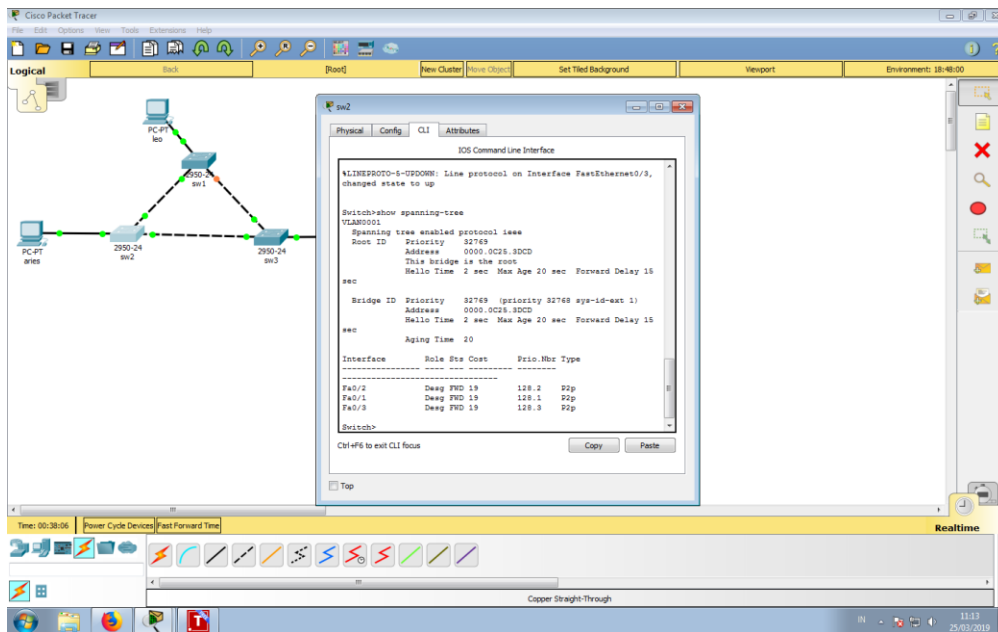 Cisco Packet Tracer
File Edit Options View Tools Extensions Help
Logical
Back
[Root]
New Cluster
Move Object
Set Tiled Background
Viewport
Environment: 18:48:00
PC-PT
leo
2950-24
sw1
PC-PT
aries
2950-24
sw2
2950-24
sw3
sw2
Physical Config CLI Attributes
IOS Command Line Interface
%LINEPROTO-5-UPDOWN: Line protocol on Interface FastEthernet0/3,
changed state to up
Switch>show spanning-tree
VLAN0001
Spanning tree enabled protocol ieee
Root ID Priority 32769
Address 0000.0C25.3DCD
This bridge is the root
Hello Time 2 sec Max Age 20 sec Forward Delay 15
sec
Bridge ID Priority 32769 (priority 32768 sys-id-ext 1)
Address 0000.0C25.3DCD
Hello Time 2 sec Max Age 20 sec Forward Delay 15
sec
Aging Time 20
Interface Role Sts Cost Prio.Nbr Type
---------------- ---- --- --------- --------
--------------------------------
Fa0/2 Desg FWD 19 128.2 P2p
Fa0/1 Desg FWD 19 128.1 P2p
Fa0/3 Desg FWD 19 128.3 P2p
Switch>
Ctrl+F6 to exit CLI focus
Copy
Paste
Top
Time: 00:38:06
Power Cycle Devices
Fast Forward Time
Realtime
Copper Straight-Through
IN
11:13
25/03/2019